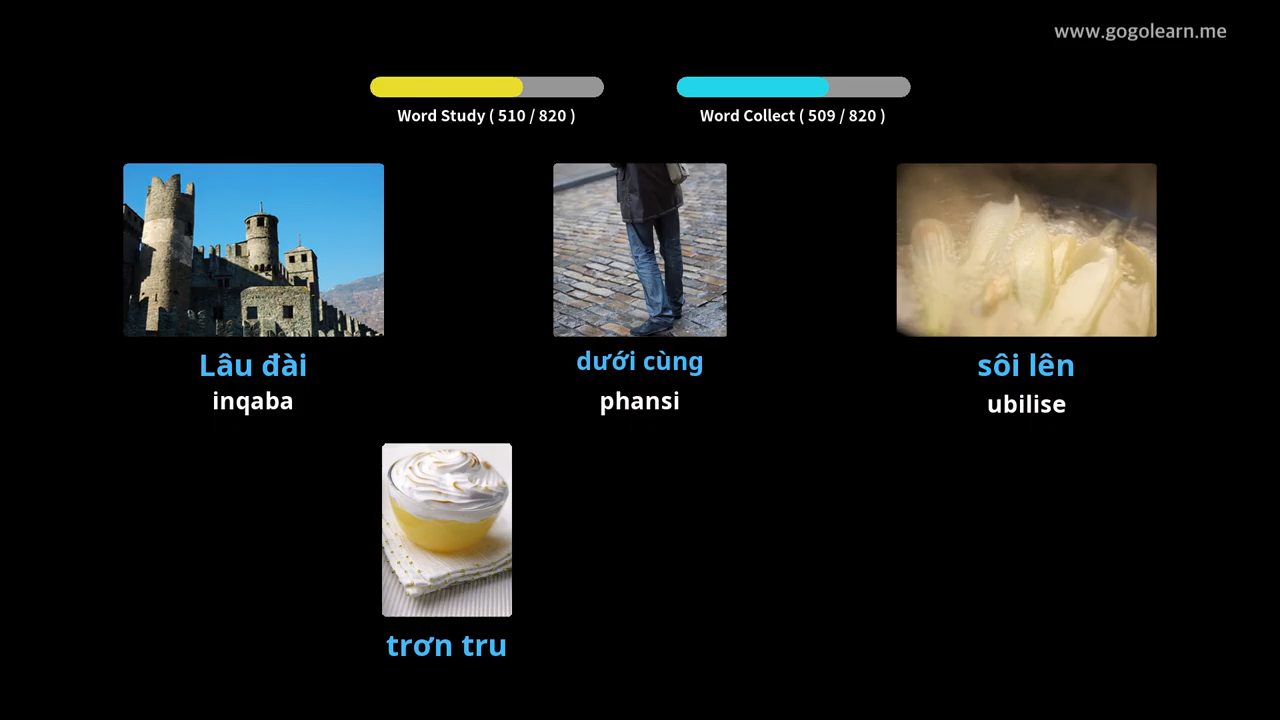 www.gogolearn.me
Word Study ( 510 / 820 )
Word Collect ( 509 / 820 )
Lâu đài
inqaba
dưới cùng
phansi
sôi lên
ubilise
trơn tru